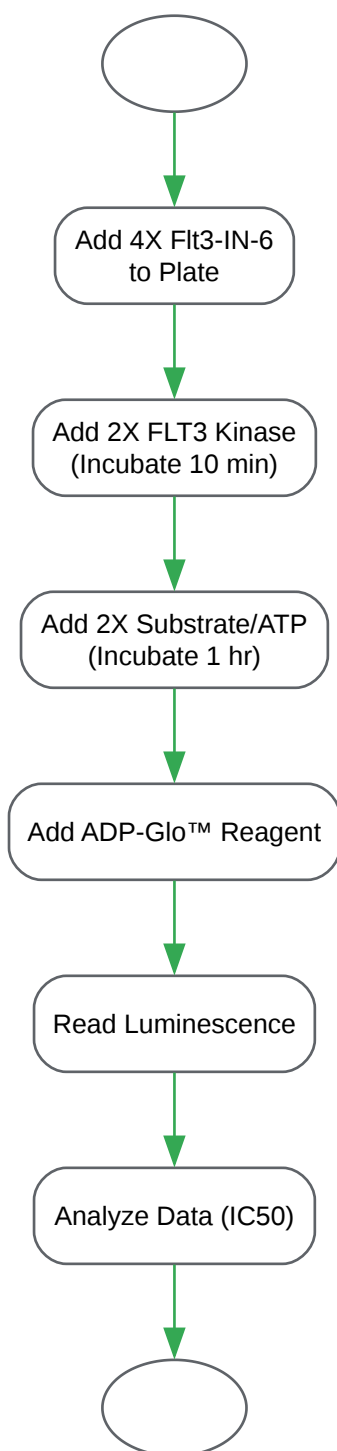 Add 4X Flt3-IN-6
to Plate
Add 2X FLT3 Kinase
(Incubate 10 min)
Add 2X Substrate/ATP
(Incubate 1 hr)
Add ADP-Glo™ Reagent
Read Luminescence
Analyze Data (IC50)